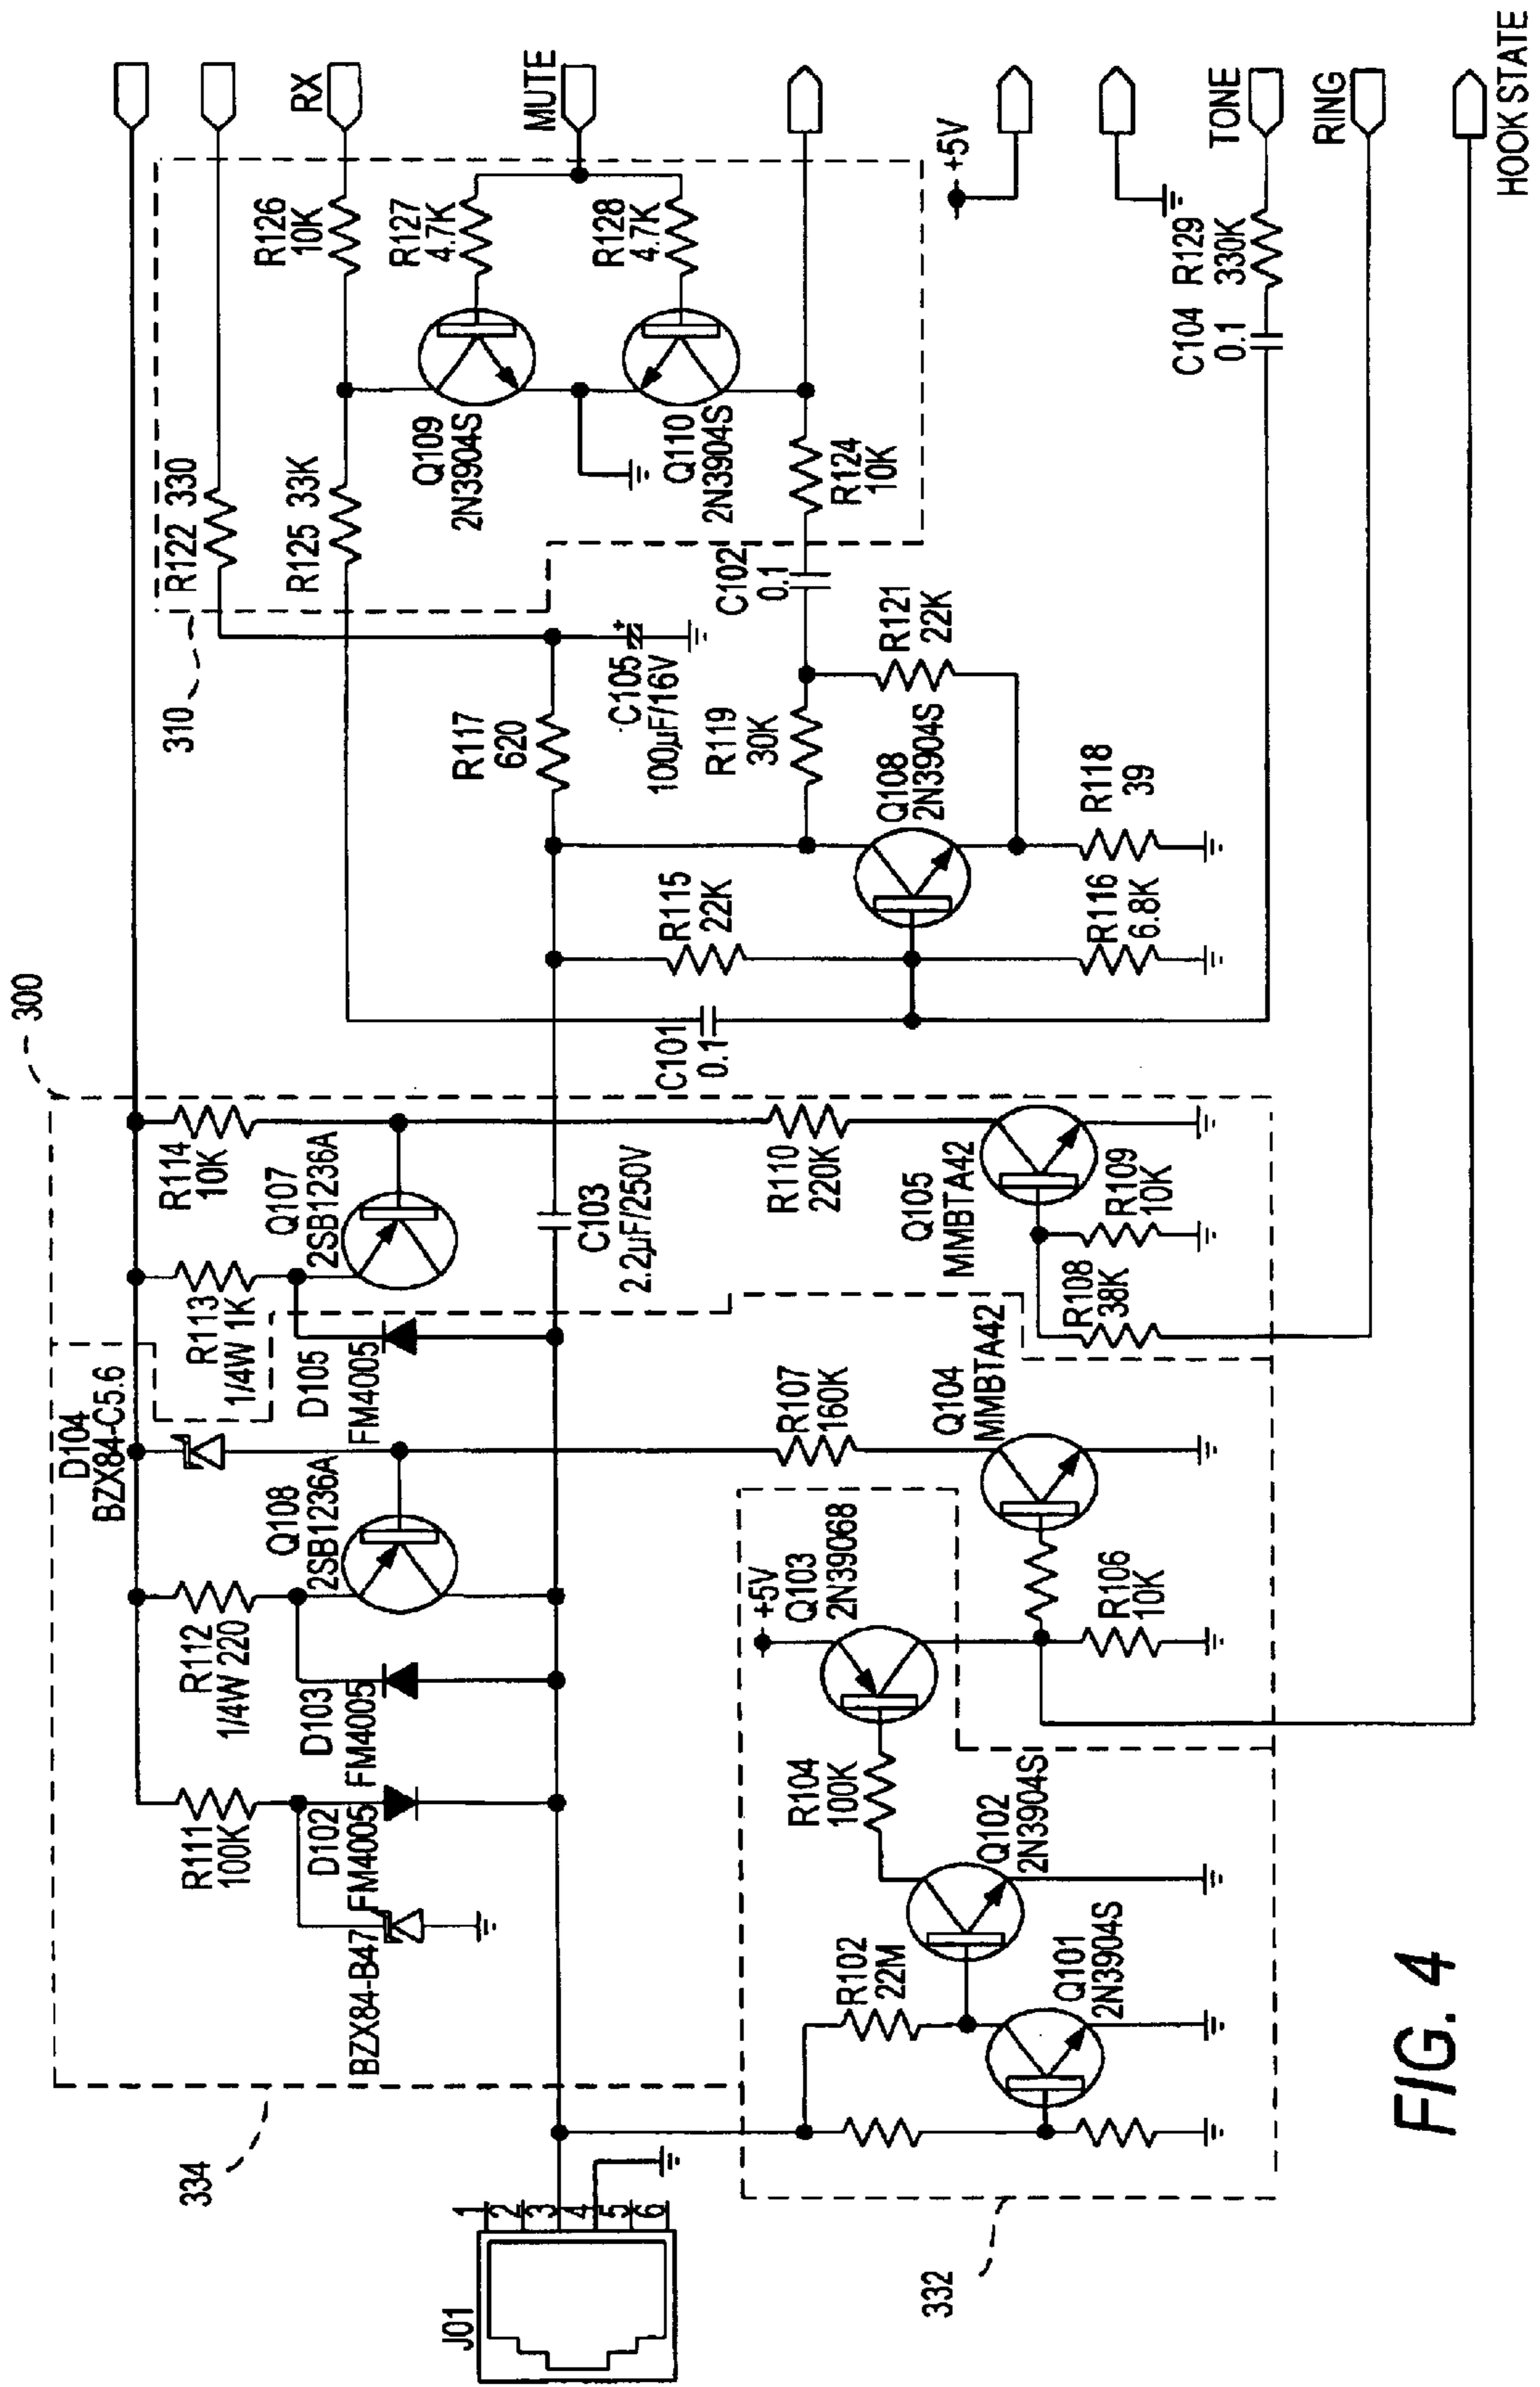 RX
MUTE
+5V
TONE
RING
HOOK STATE
R126
10K
R127
4.7K
R128
4.7K
R129
330K
C104
0.1
R122 330
R125 33K
Q109
2N3904S
Q110
2N3904S
R124
10K
C102
0.1
310
R117
620
C105
+
100µF/16V
R119
30K
R121
22K
Q108
2N3904S
R118
39
R115
22K
R116
6.8K
C101
0.1
300
R114
10K
Q107
2SB1236A
R113
1/4W 1K
D105
FM4005
C103
2.2µF/250V
R110
220K
Q105
MMBTA42
R109
10K
R108
38K
D104
BZX84-C5.6
Q108
2SB1236A
R107
160K
Q104
MMBTA42
R112
1/4W 220
D103
FM4005
+5V
Q103
2N39068
R106
10K
R111
100K
D102
FM4005
BZX84-B47
R104
100K
Q102
2N3904S
R102
22M
Q101
2N3904S
334
332
J01
1
2
3
4
5
6
FIG. 4